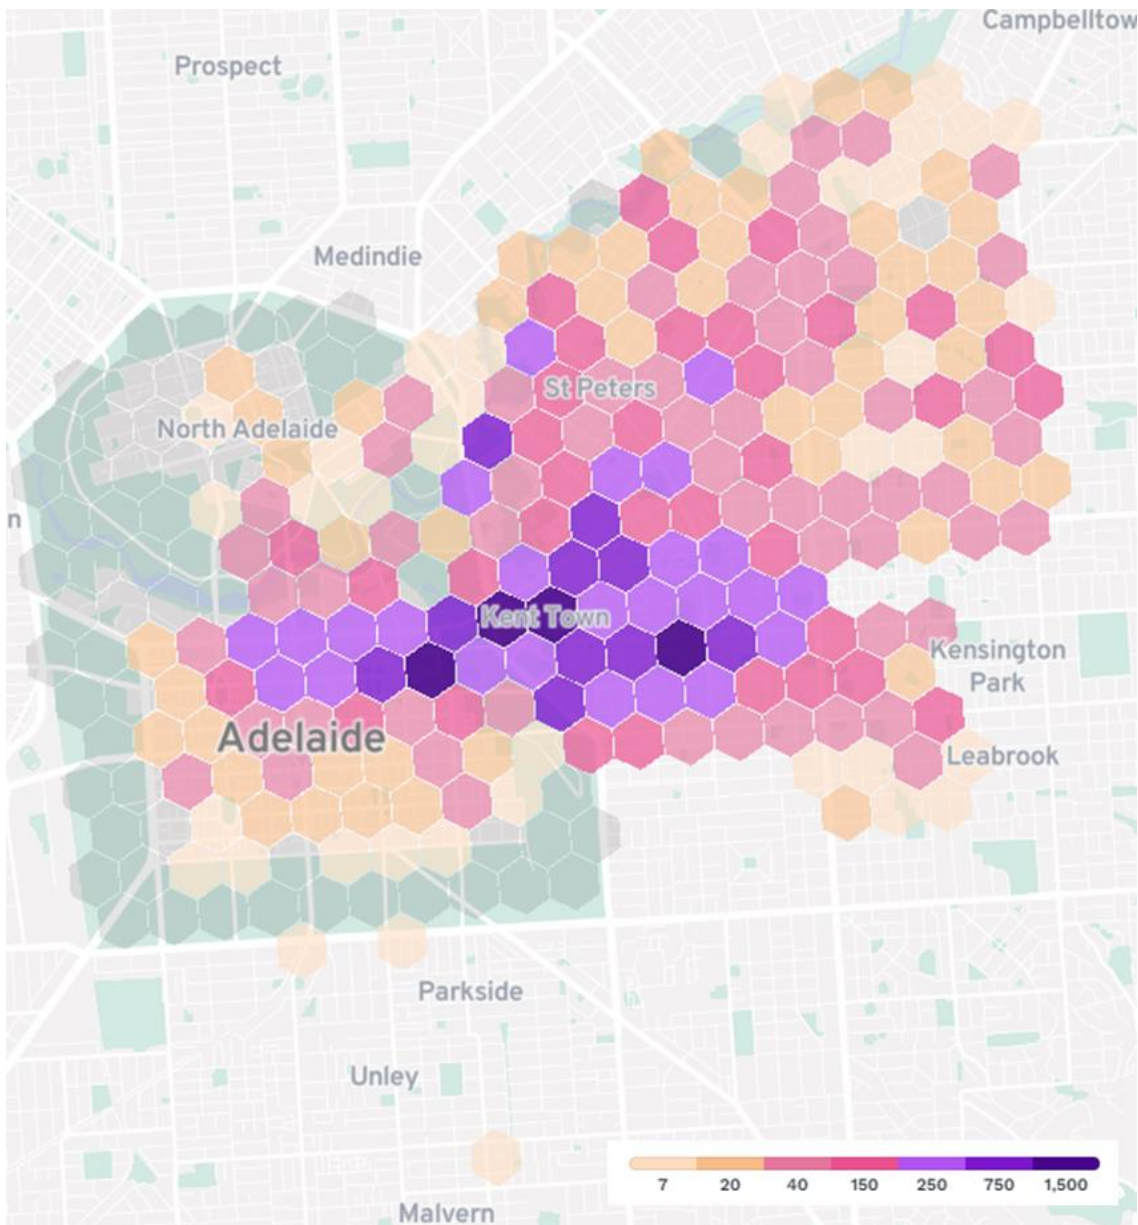 Campbelltow
Prospect
Medindie
St Peters
North Adelaide
n
Kent Town
Kensington
Park
Adelaide
Leabrook
Parkside
Unley
Malvern
7 20 40 150 250 750 1,500